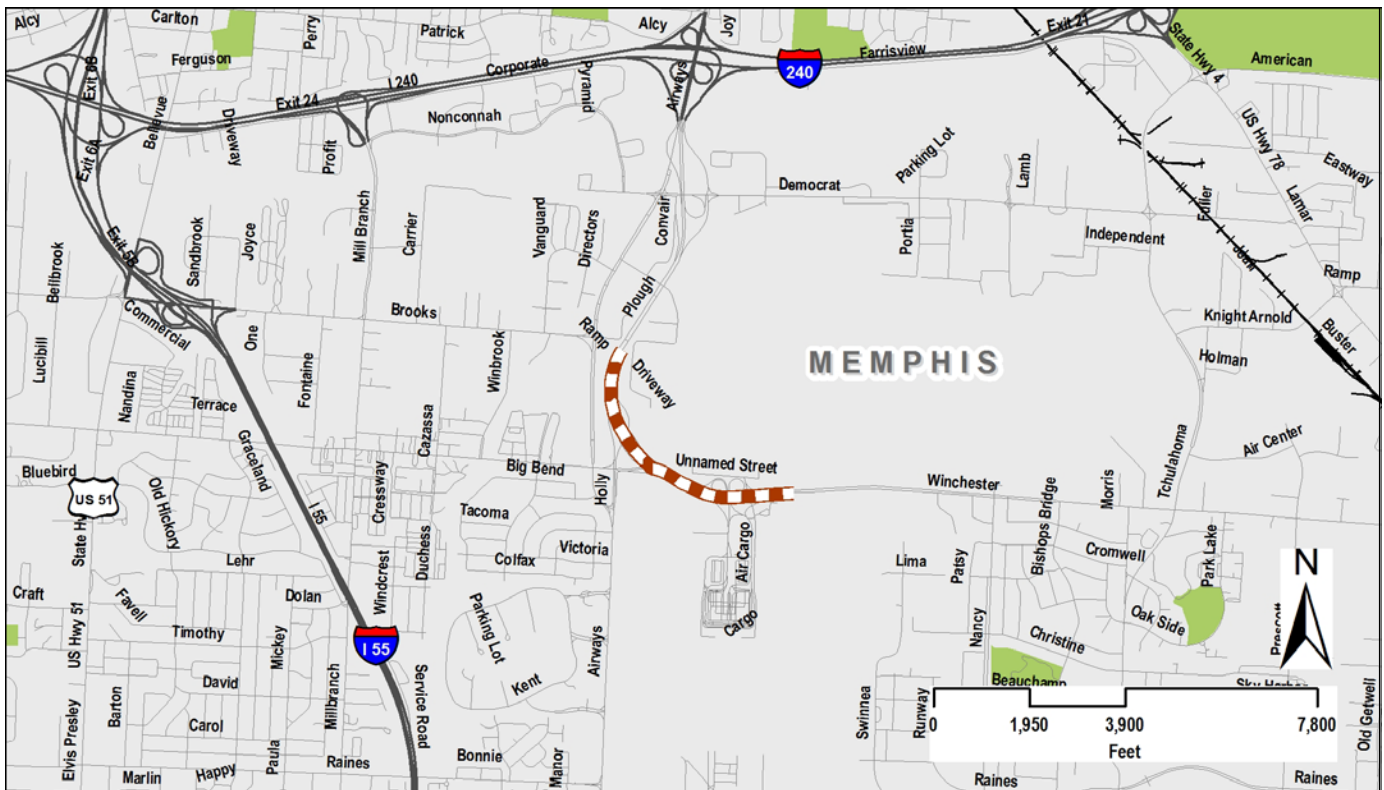 Alcy
Carlton
Perry
Patrick
Alcy
Joy
Exit 21
State Hwy 4
American
Ferguson
Exit 6B
Corporate
I 240
Exit 24
Pyramid
Airways
240
Farrisview
Bellevue
Driveway
Profit
Nonconnah
Exit 6A
US Hwy 78
Eastway
Parking Lot
Lamb
Democrat
Lamar
Mill Branch
Carrier
Vanguard
Directors
Convair
Portia
Independent
Exit 5B
Sandbrook
Joyce
Bellbrook
Ramp
Plough
Commercial
One
Brooks
Ramp
Knight Arnold
Buster
Holman
Lucibill
Nandina
Fontaine
Winbrook
Driveway
MEMPHIS
Terrace
Graceland
Cazassa
Tchulahoma
Air Center
Bluebird
US 51
Old Hickory
I 55
Cressway
Big Bend
Holly
Unnamed Street
Winchester
Bishops Bridge
Morris
Tacoma
Lehr
Duchess
Colfax
Victoria
Air Cargo
Lima
Patsy
Cromwell
Park Lake
N
Craft
Favell
Dolan
Windcrest
US Hwy 51
Timothy
Mickey
I 55
Parking Lot
Airways
Cargo
Nancy
Christine
Oak Side
Barton
David
Millbranch
Service Road
Kent
Beauchamp
Swinnea
Runway
0
1,950
3,900
7,800
Feet
Old Getwell
Elvis Presley
Carol
Paula
Marlin
Happy
Raines
Bonnie
Manor
Raines
Raines